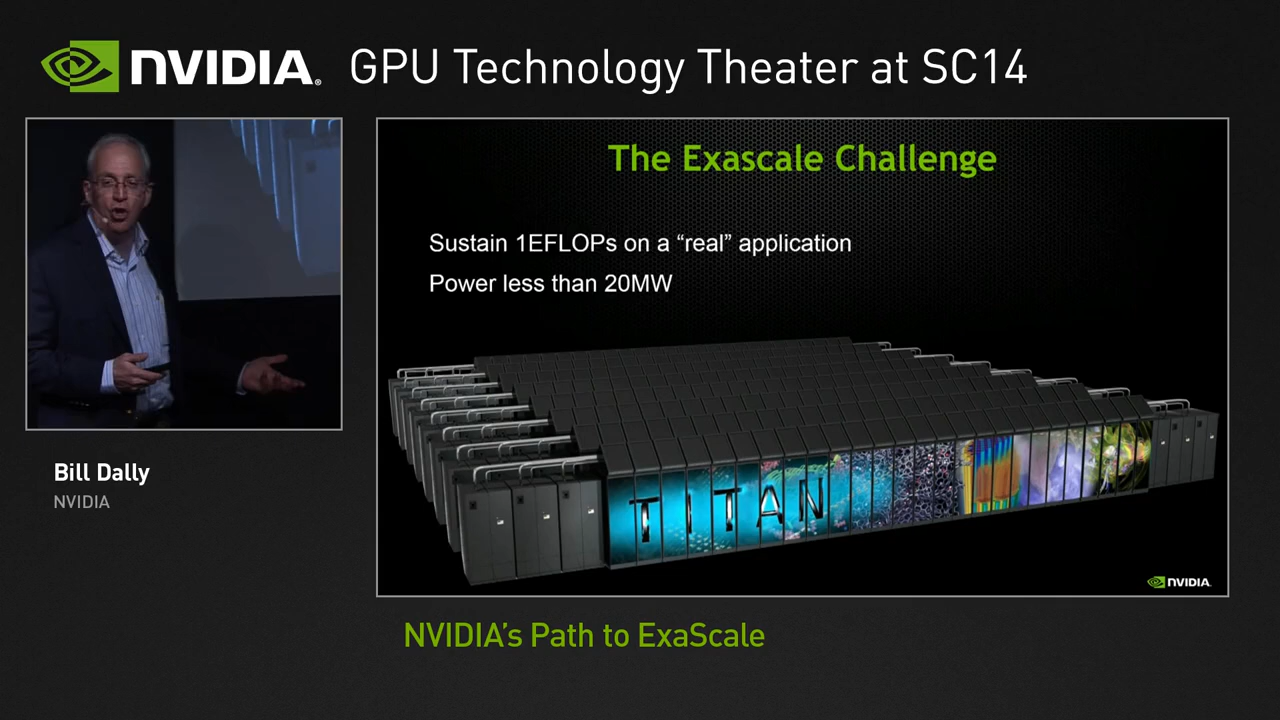 NVIDIA. GPU Technology Theater at SC14
The Exascale Challenge
Sustain 1EFLOPs on a “real” application
Power less than 20MW
TITAN
NVIDIA.
Bill Dally
NVIDIA
NVIDIA’s Path to ExaScale